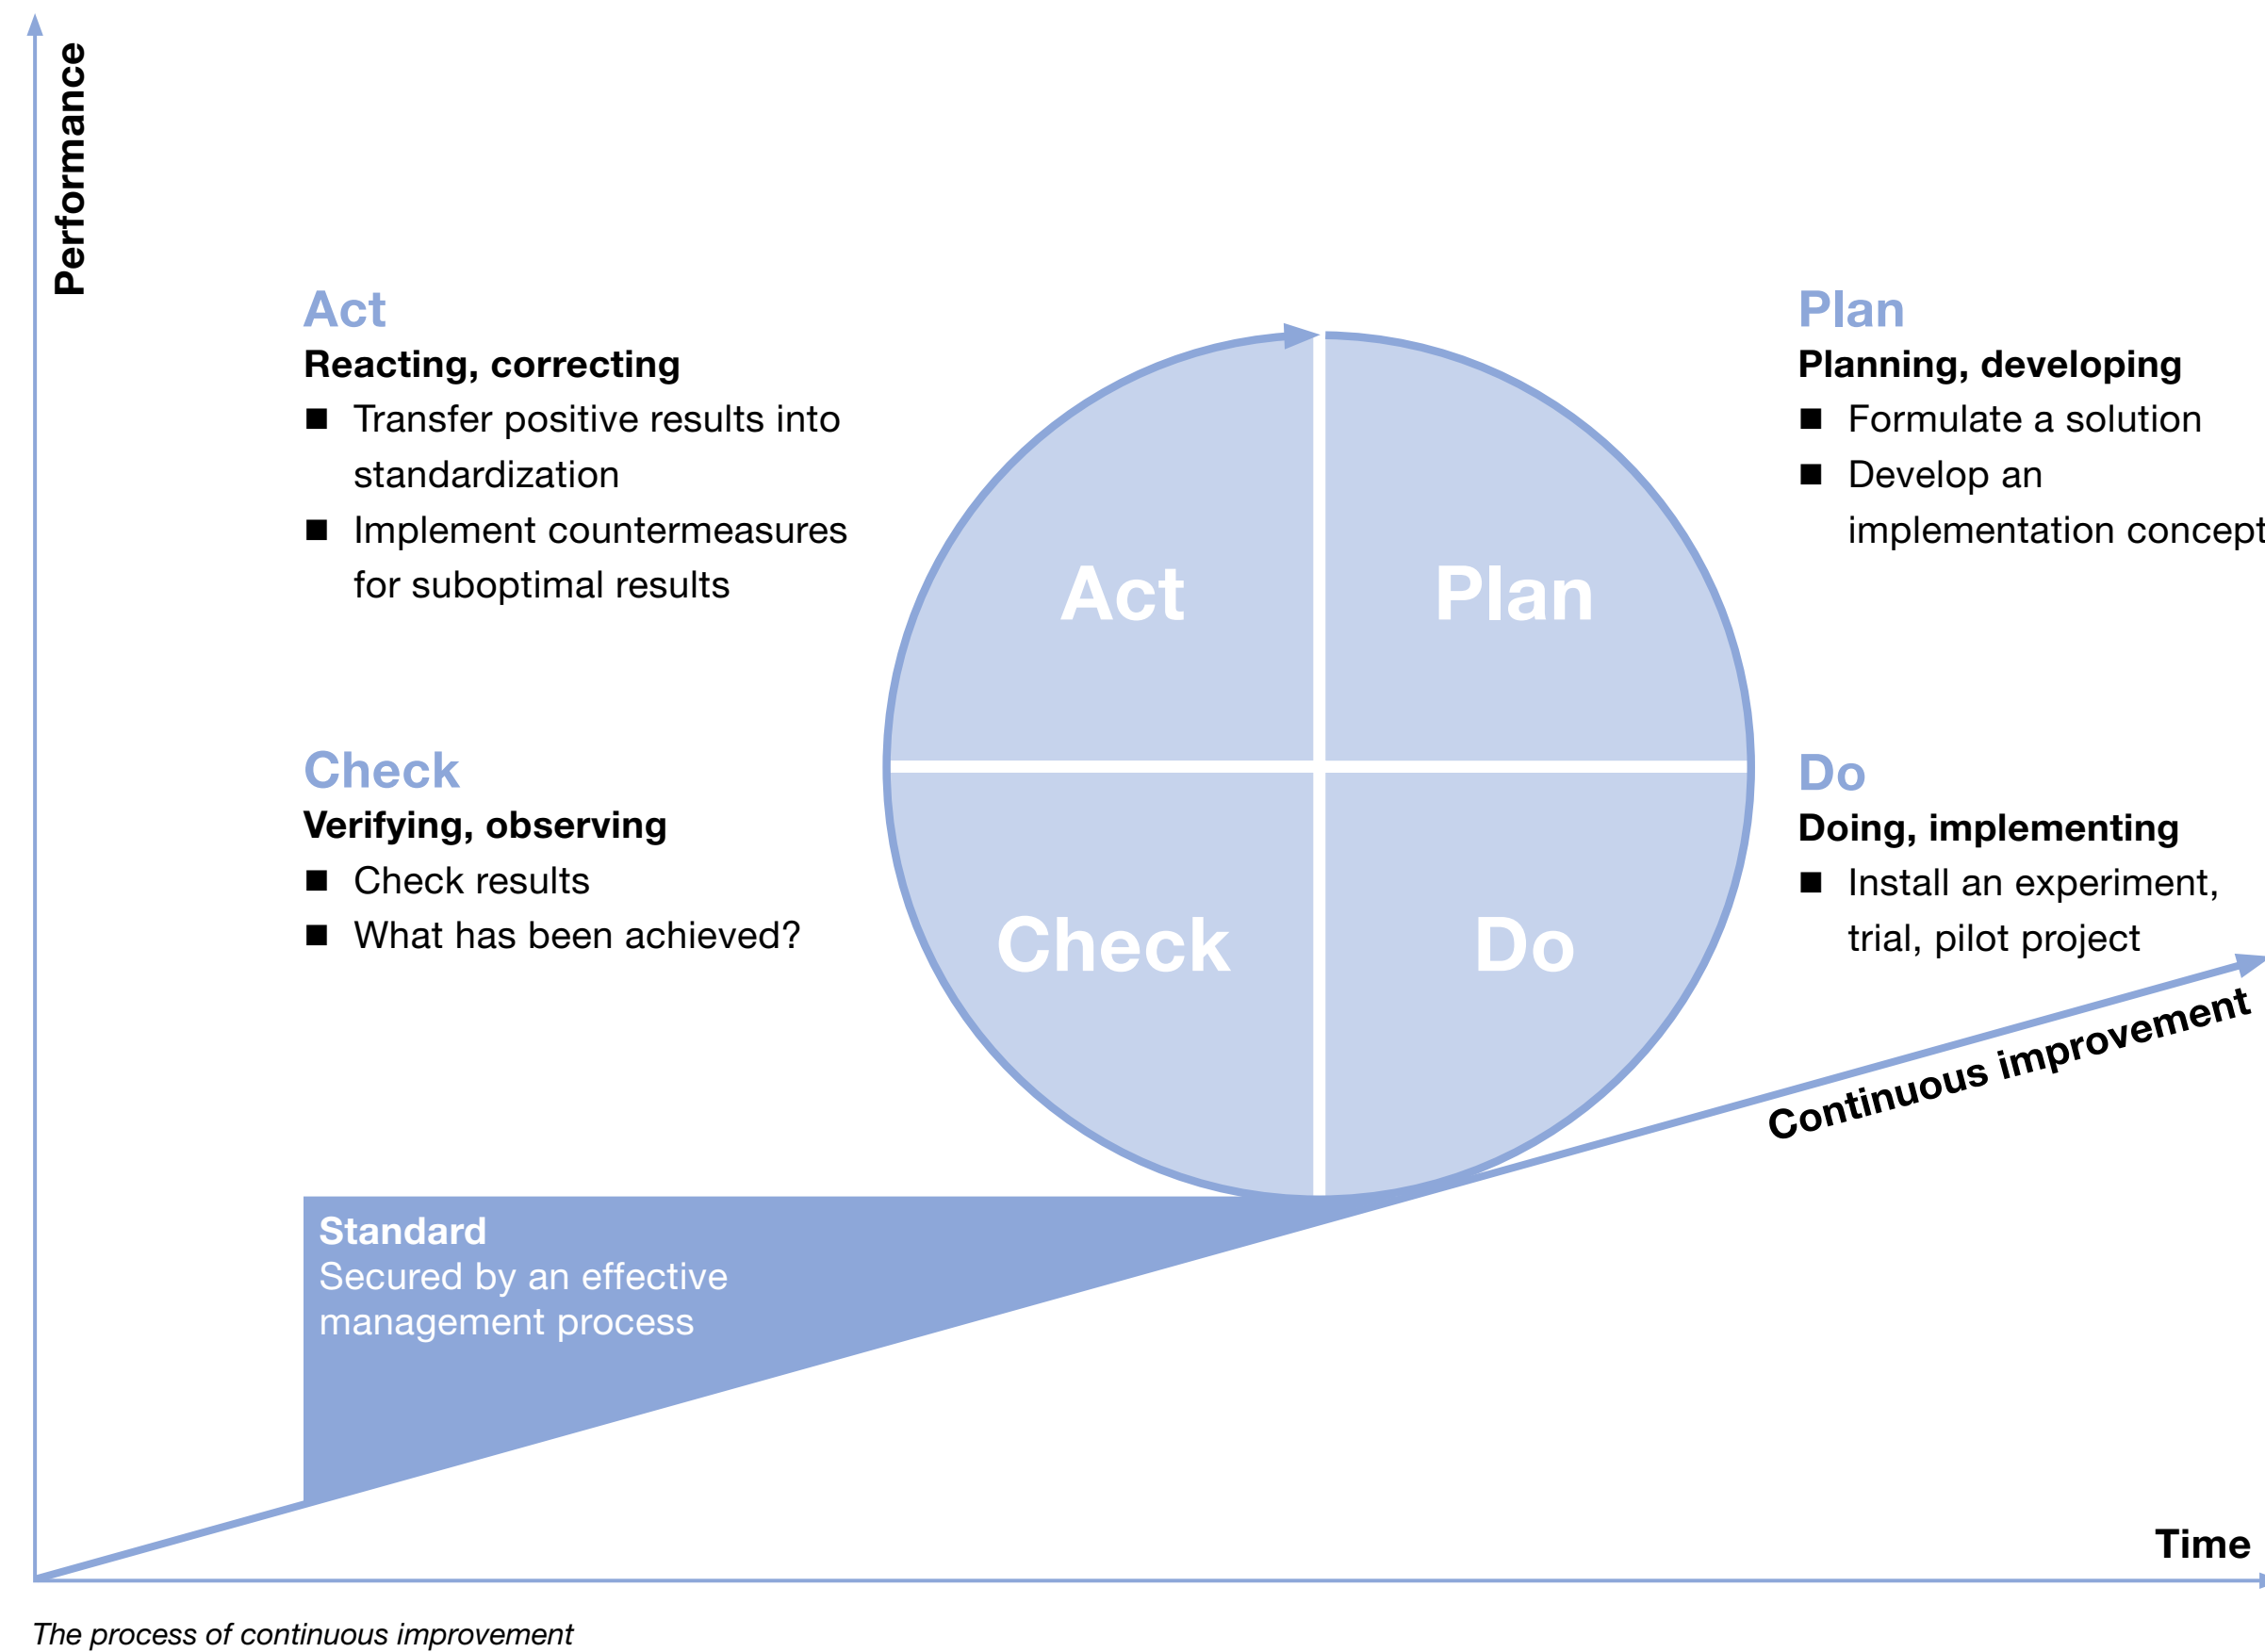 Performance
Act
Reacting, correcting
■ Transfer positive results into
standardization
■ Implement countermeasures
for suboptimal results
Plan
Planning, developing
■ Formulate a solution
■ Develop an
implementation concept
Act
Plan
Check
Verifying, observing
■ Check results
■ What has been achieved?
Do
Doing, implementing
■ Install an experiment,
trial, pilot project
Check
Do
Continuous improvement
Standard
Secured by an effective
management process
Time
The process of continuous improvement